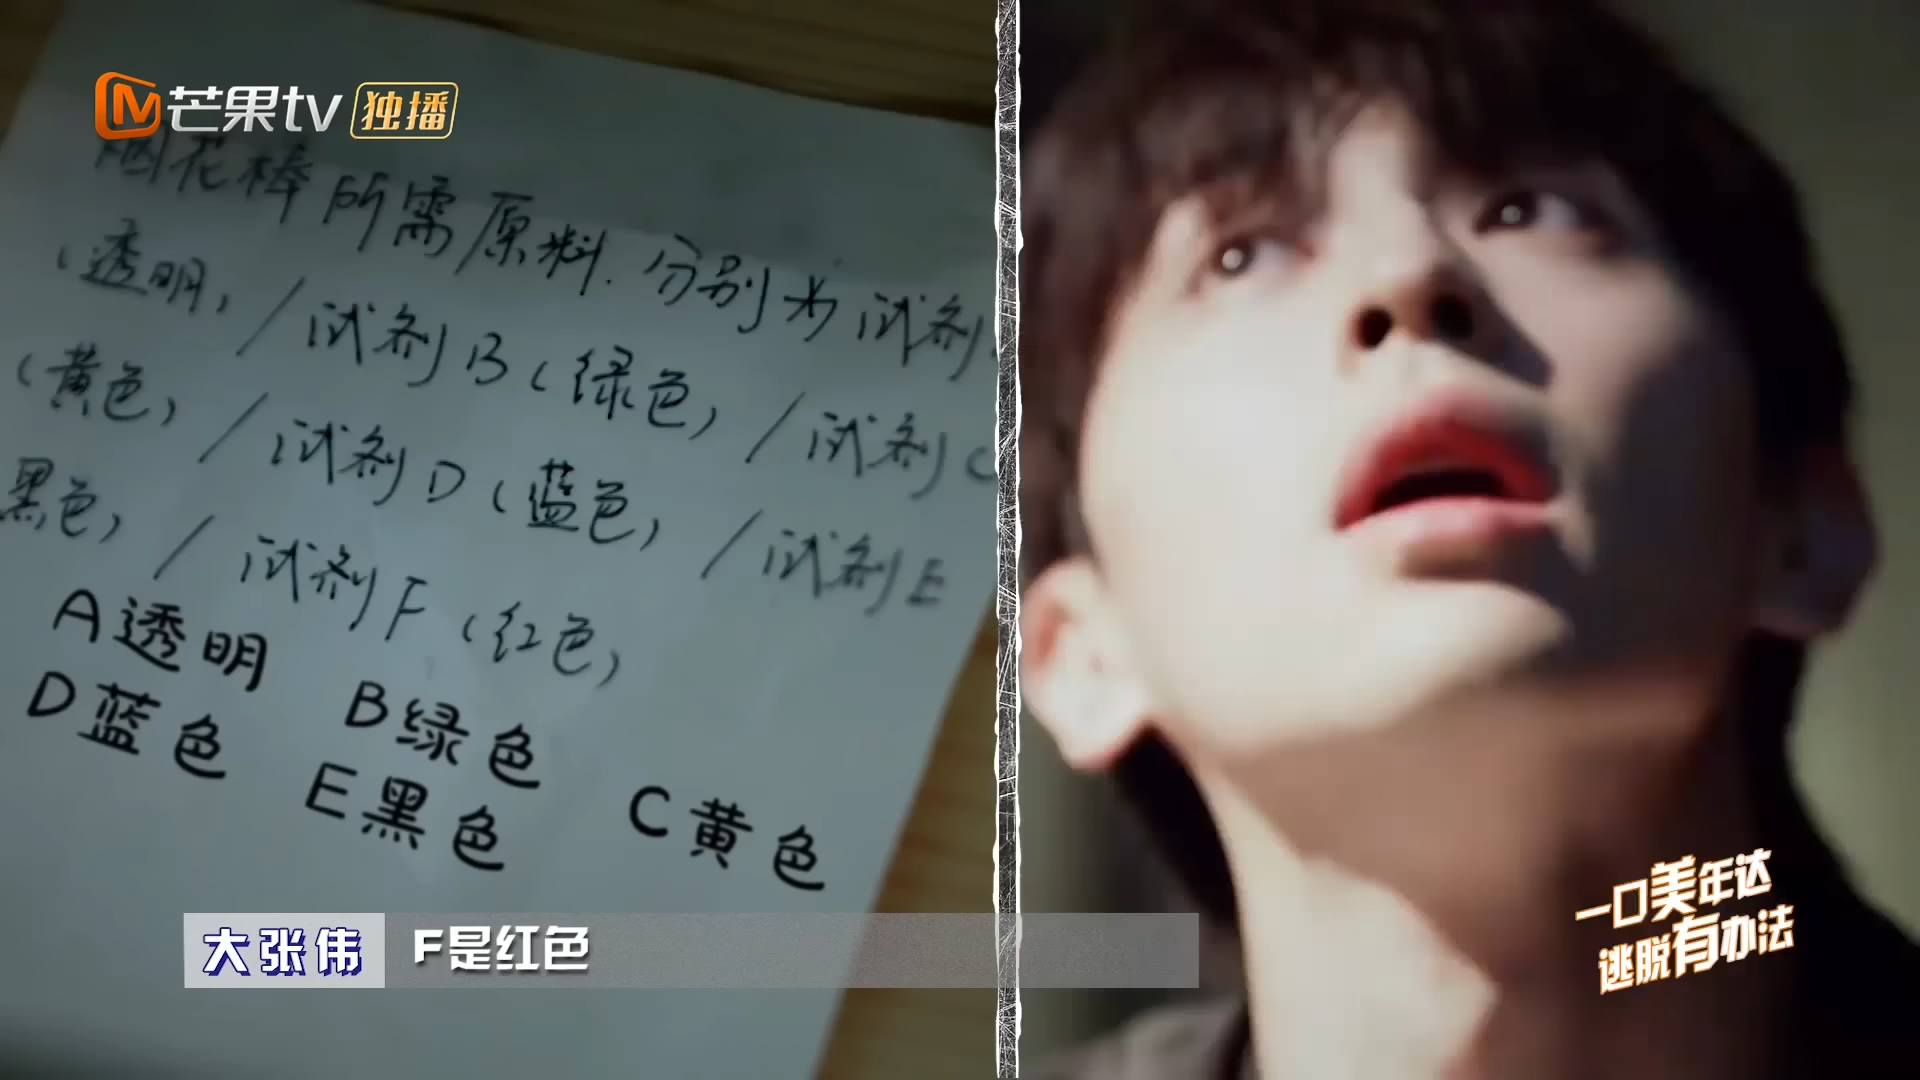 芒果tv 独播
烟花棒所需原料.分别为试剂
(透明)/试剂B(绿色)/试剂C
(黄色)/试剂D(蓝色)/试剂E
黑色)/试剂F(红色)
A透明 B绿色 C黄色
D蓝色 E黑色
大张伟 F是红色
一口美年达
逃脱有办法